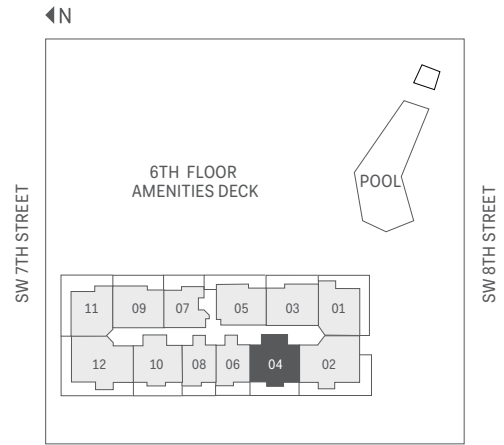 N
6TH FLOOR
AMENITIES DECK
POOL
SW 7TH STREET
SW 8TH STREET
11 09 07 05 03 01
12 10 08 06 04 02